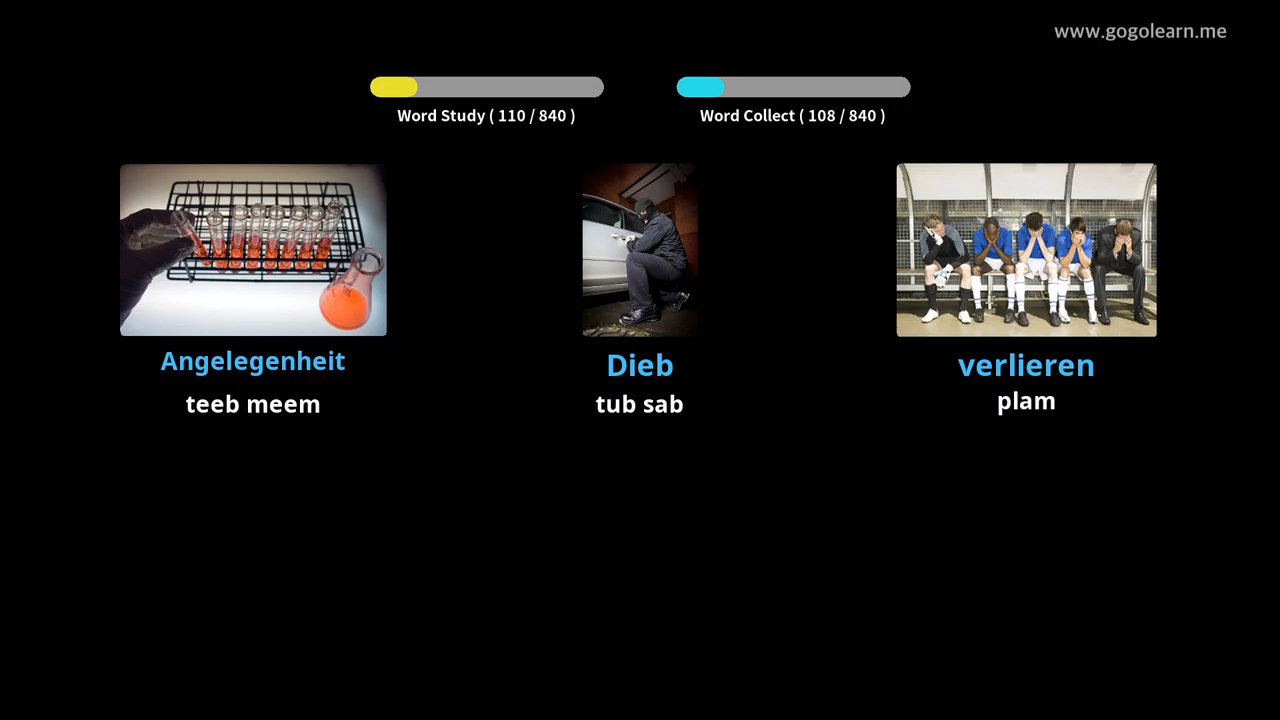 www.gogolearn.me
Word Study ( 110 / 840 )
Word Collect ( 108 / 840 )
Angelegenheit
teeb meem
Dieb
tub sab
verlieren
plam